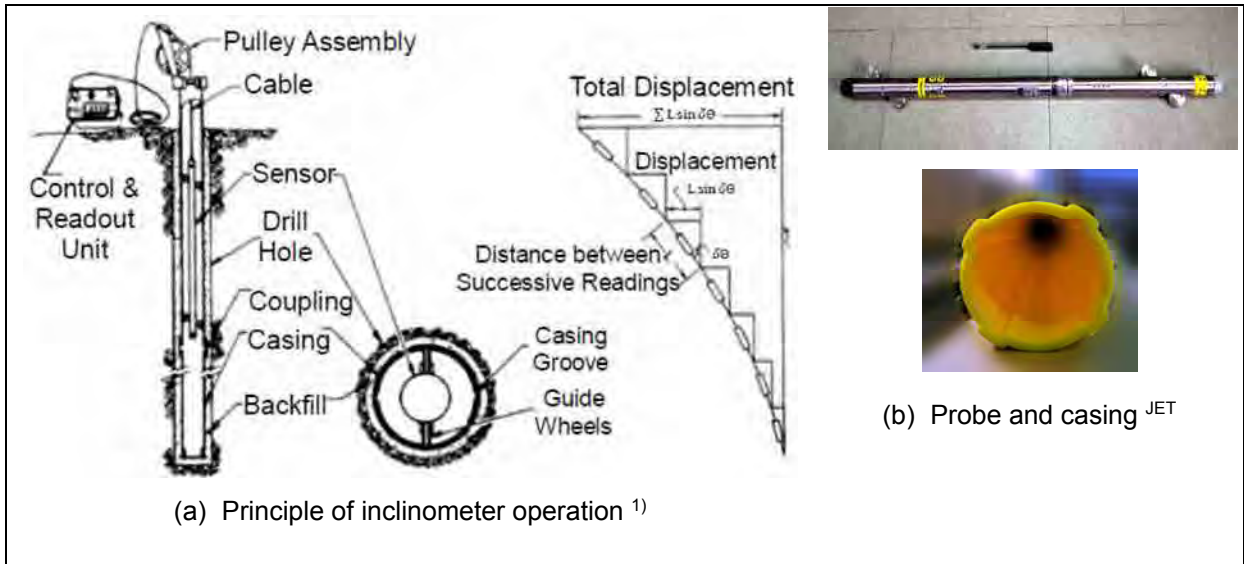 Pulley Assembly
Cable
Control &
Readout
Unit
Sensor
Drill
Hole
Coupling
Casing
Backfill
Casing
Groove
Guide
Wheels
Total Displacement
∑ L sin δθ
Displacement
L sin δθ
δθ
Distance between
Successive Readings
(a) Principle of inclinometer operation 1)
(b) Probe and casing JET